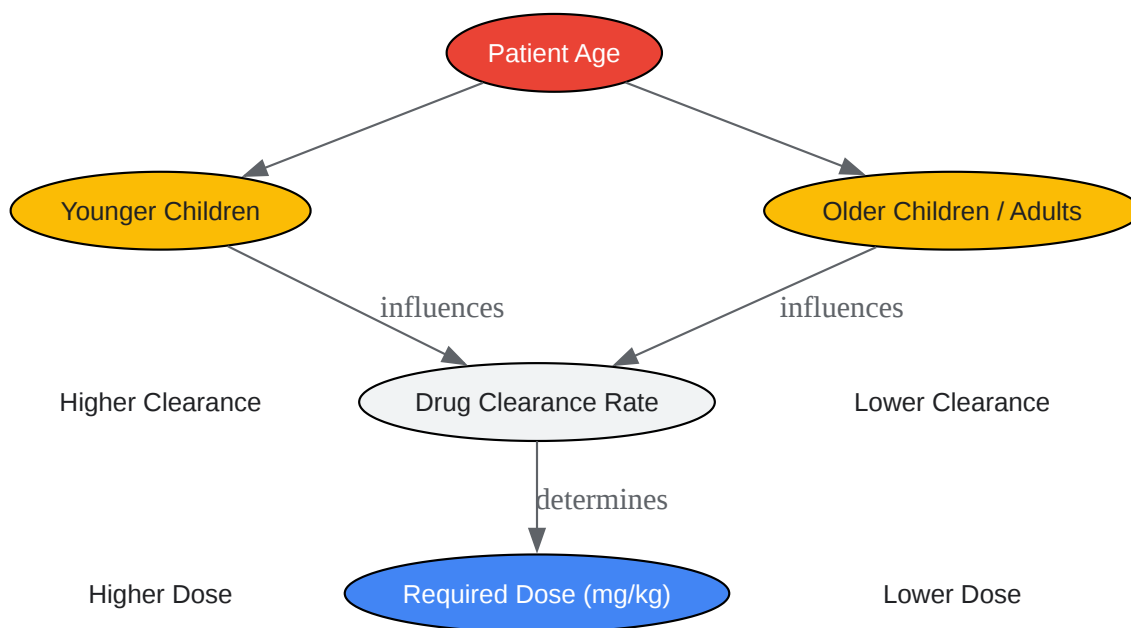 Patient Age
Younger Children
Older Children / Adults
influences
influences
Higher Clearance
Drug Clearance Rate
Lower Clearance
determines
Higher Dose
Required Dose (mg/kg)
Lower Dose